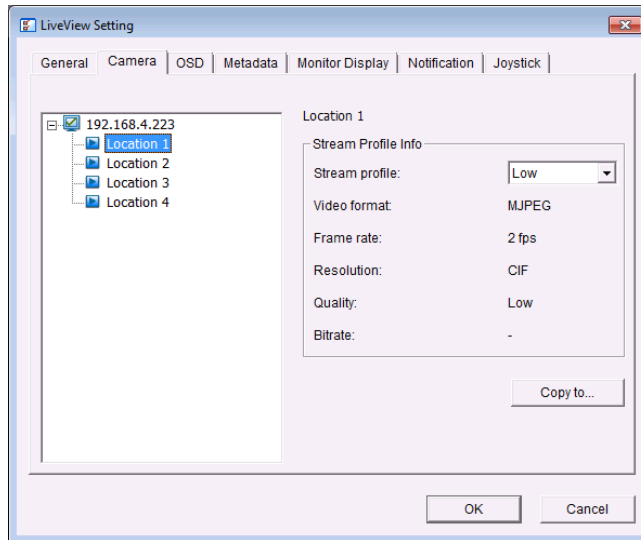 LiveView Setting
General Camera OSD Metadata Monitor Display Notification Joystick
192.168.4.223
Location 1
Location 2
Location 3
Location 4
Location 1
Stream Profile Info
Stream profile: Low
Video format: MJPEG
Frame rate: 2 fps
Resolution: CIF
Quality: Low
Bitrate: -
Copy to...
OK Cancel